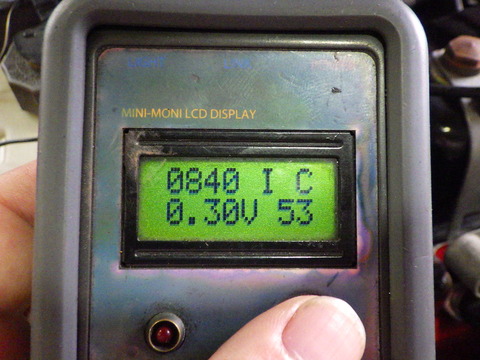 MINI-MONI LCD DISPLAY
0840 I C
0.30V 53